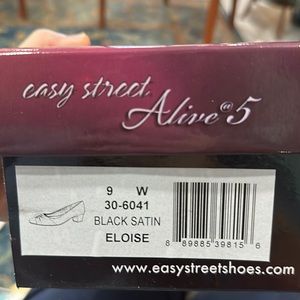 easy street
Alive@5
9 W
30-6041
BLACK SATIN
ELOISE
8 89885 39815 6
www.easystreetshoes.com